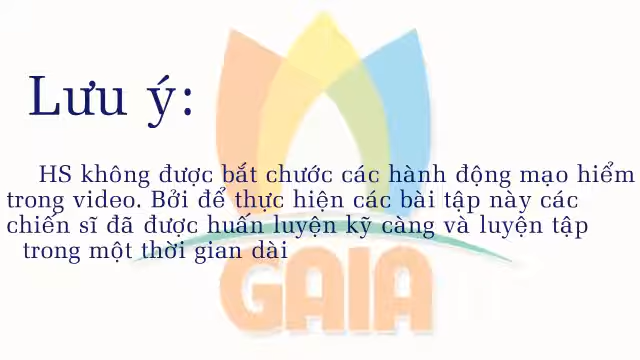 Lưu ý:
HS không được bắt chước các hành động mạo hiểm
trong video. Bởi để thực hiện các bài tập này các
chiến sĩ đã được huấn luyện kỹ càng và luyện tập
trong một thời gian dài
GAIA